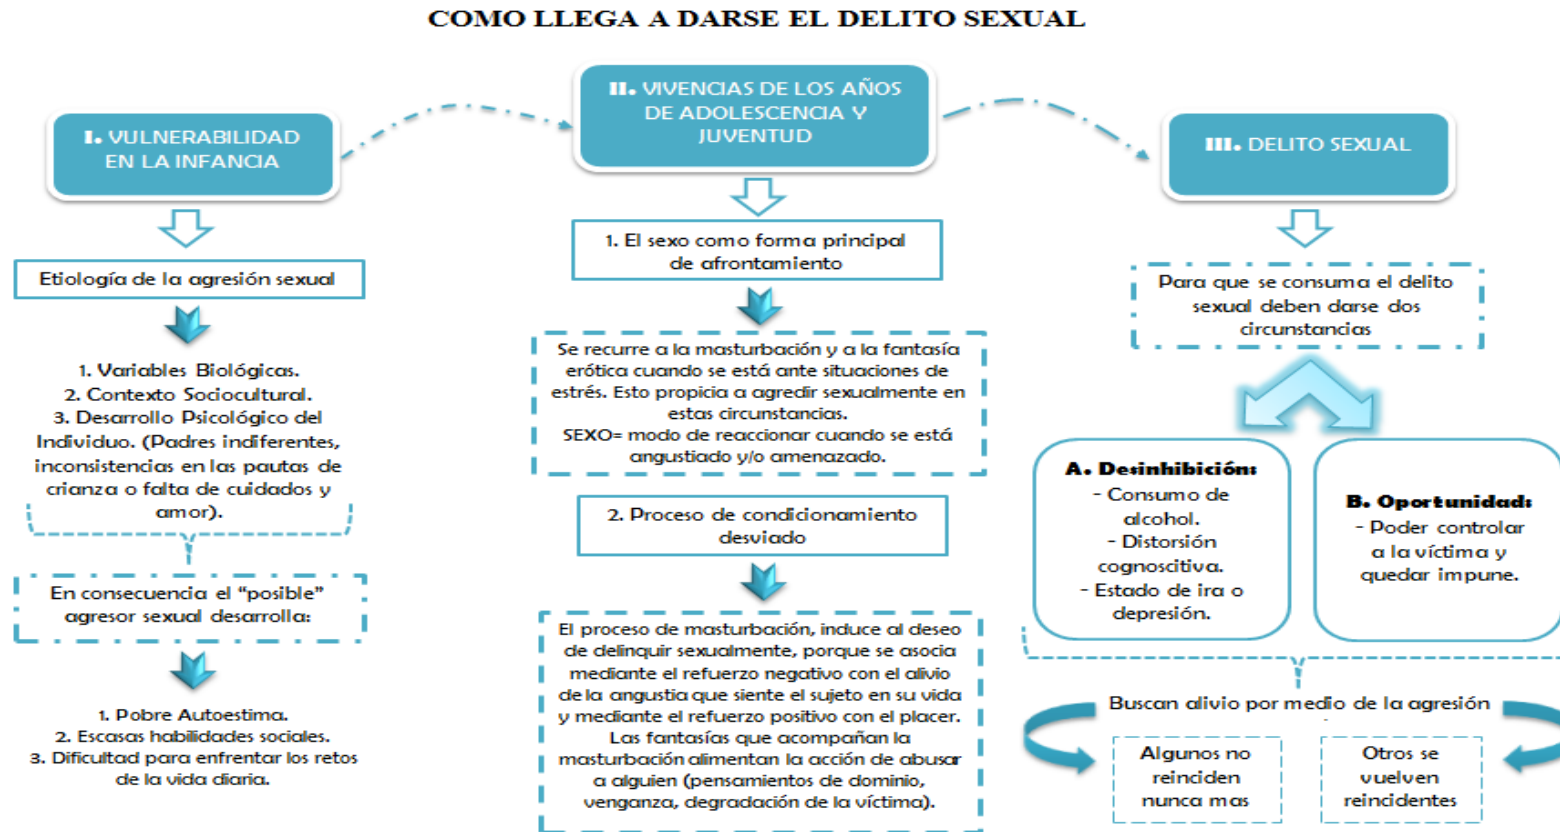 COMO LLEGA A DARSE EL DELITO SEXUAL
I. VULNERABILIDAD
EN LA INFANCIA
Etiología de la agresión sexual
1. Variables Biológicas.
2. Contexto Sociocultural.
3. Desarrollo Psicológico del
Individuo. (Padres indiferentes,
inconsistencias en las pautas de
crianza o falta de cuidados y
amor).
En consecuencia el “posible”
agresor sexual desarrolla:
1. Pobre Autoestima.
2. Escasas habilidades sociales.
3. Dificultad para enfrentar los retos
de la vida diaria.
II. VIVENCIAS DE LOS AÑOS
DE ADOLESCENCIA Y
JUVENTUD
1. El sexo como forma principal
de afrontamiento
Se recurre a la masturbación y a la fantasía
erótica cuando se está ante situaciones de
estrés. Esto propicia a agredir sexualmente en
estas circunstancias.
SEXO= modo de reaccionar cuando se está
angustiado y/o amenazado.
2. Proceso de condicionamiento
desviado
El proceso de masturbación, induce al deseo
de delinquir sexualmente, porque se asocia
mediante el refuerzo negativo con el alivio
de la angustia que siente el sujeto en su vida
y mediante el refuerzo positivo con el placer.
Las fantasías que acompañan la
masturbación alimentan la acción de abusar
a alguien (pensamientos de dominio,
venganza, degradación de la víctima).
III. DELITO SEXUAL
Para que se consuma el delito
sexual deben darse dos
circunstancias
A. Desinhibición:
- Consumo de
alcohol.
- Distorsión
cognoscitiva.
- Estado de ira o
depresión.
B. Oportunidad:
- Poder controlar
a la víctima y
quedar impune.
Buscan alivio por medio de la agresión
Algunos no
reinciden
nunca mas
Otros se
vuelven
reincidentes